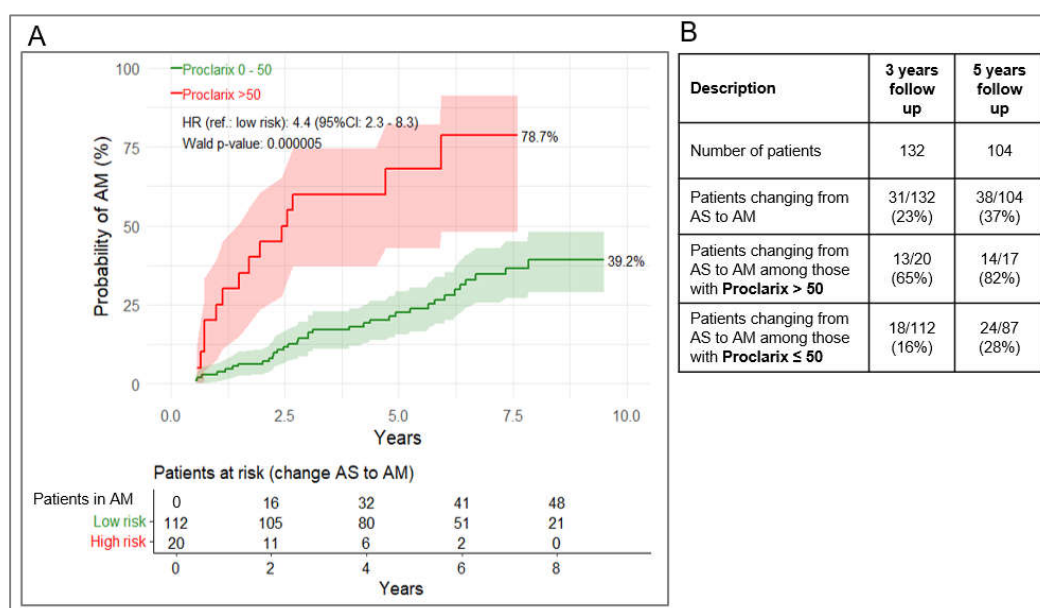 A
100
75
50
25
0
Probability of AM (%)
Proclarix 0 - 50
Proclarix >50
HR (ref.: low risk): 4.4 (95%CI: 2.3 - 8.3)
Wald p-value: 0.000005
78.7%
39.2%
0.0 2.5 5.0 7.5 10.0
Years
Patients at risk (change AS to AM)
Patients in AM 0 16 32 41 48
Low risk 112 105 80 51 21
High risk 20 11 6 2 0
0 2 4 6 8
Years
B
Description
3 years
follow
up
5 years
follow
up
Number of patients 132 104
Patients changing from
AS to AM
31/132
(23%)
38/104
(37%)
Patients changing from
AS to AM among those
with Proclarix > 50
13/20
(65%)
14/17
(82%)
Patients changing from
AS to AM among those
with Proclarix ≤ 50
18/112
(16%)
24/87
(28%)